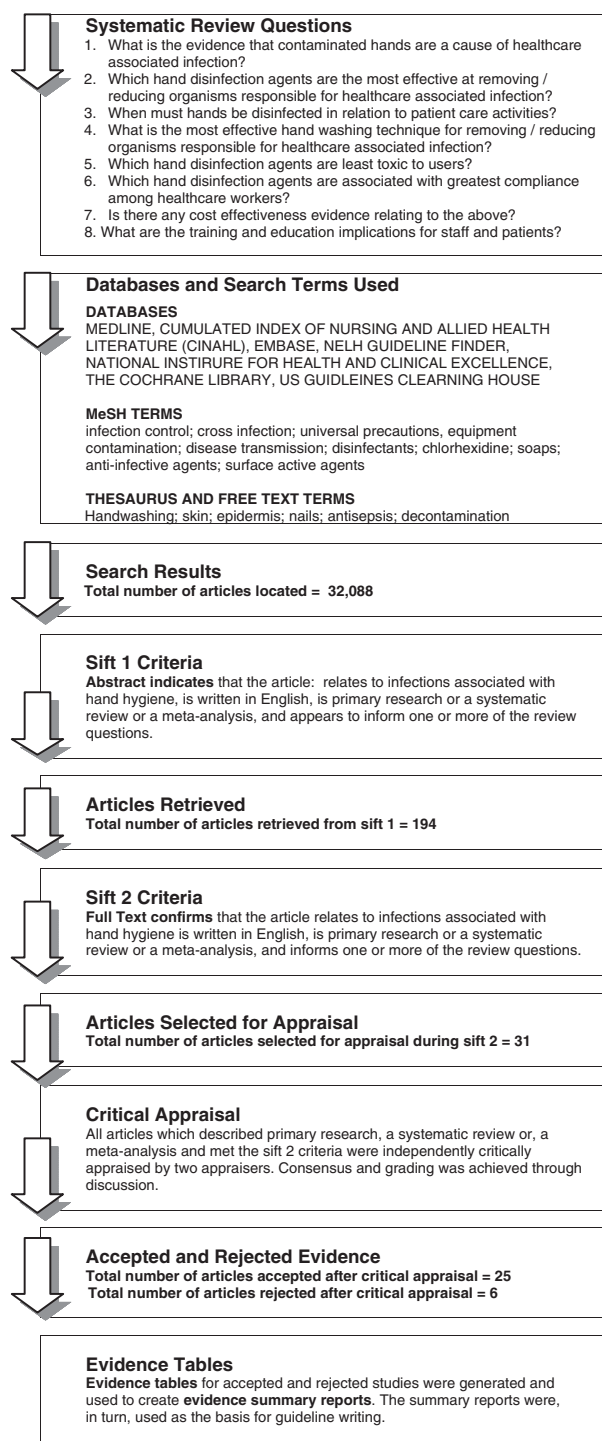 Systematic Review Questions
1. What is the evidence that contaminated hands are a cause of healthcare
associated infection?
2. Which hand disinfection agents are the most effective at removing /
reducing organisms responsible for healthcare associated infection?
3. When must hands be disinfected in relation to patient care activities?
4. What is the most effective hand washing technique for removing / reducing
organisms responsible for healthcare associated infection?
5. Which hand disinfection agents are least toxic to users?
6. Which hand disinfection agents are associated with greatest compliance
among healthcare workers?
7. Is there any cost effectiveness evidence relating to the above?
8. What are the training and education implications for staff and patients?
Databases and Search Terms Used
DATABASES
MEDLINE, CUMULATED INDEX OF NURSING AND ALLIED HEALTH
LITERATURE (CINAHL), EMBASE, NELH GUIDELINE FINDER,
NATIONAL INSTIRURE FOR HEALTH AND CLINICAL EXCELLENCE,
THE COCHRANE LIBRARY, US GUIDLEINES CLEARNING HOUSE
MeSH TERMS
infection control; cross infection; universal precautions, equipment
contamination; disease transmission; disinfectants; chlorhexidine; soaps;
anti-infective agents; surface active agents
THESAURUS AND FREE TEXT TERMS
Handwashing; skin; epidermis; nails; antisepsis; decontamination
Search Results
Total number of articles located = 32,088
Sift 1 Criteria
Abstract indicates that the article: relates to infections associated with
hand hygiene, is written in English, is primary research or a systematic
review or a meta-analysis, and appears to inform one or more of the review
questions.
Articles Retrieved
Total number of articles retrieved from sift 1 = 194
Sift 2 Criteria
Full Text confirms that the article relates to infections associated with
hand hygiene is written in English, is primary research or a systematic
review or a meta-analysis, and informs one or more of the review questions.
Articles Selected for Appraisal
Total number of articles selected for appraisal during sift 2 = 31
Critical Appraisal
All articles which described primary research, a systematic review or, a
meta-analysis and met the sift 2 criteria were independently critically
appraised by two appraisers. Consensus and grading was achieved through
discussion.
Accepted and Rejected Evidence
Total number of articles accepted after critical appraisal = 25
Total number of articles rejected after critical appraisal = 6
Evidence Tables
Evidence tables for accepted and rejected studies were generated and
used to create evidence summary reports. The summary reports were,
in turn, used as the basis for guideline writing.